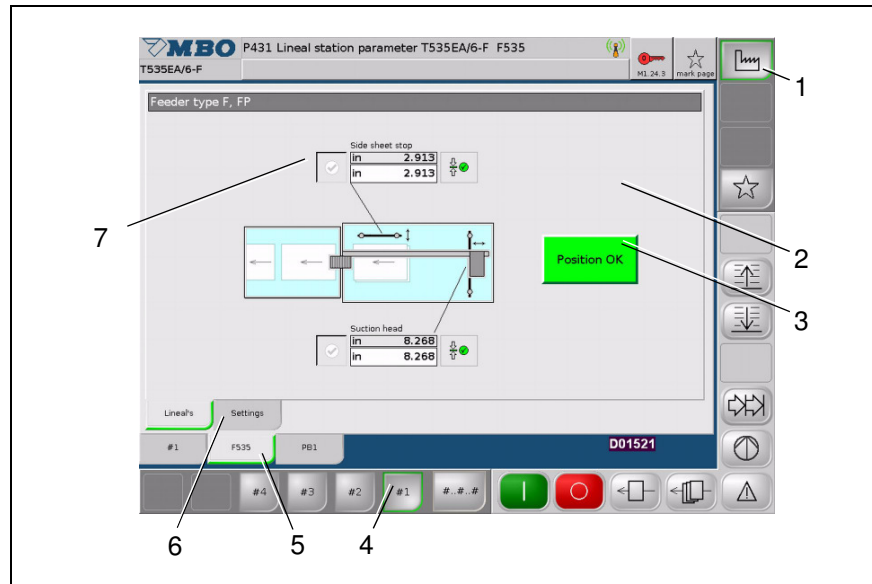 MBO
P431 Lineal station parameter T535EA/6-F F535
T535EA/6-F
M1.24.3
mark page
1
Feeder type F, FP
Side sheet stop
in 2.913
in 2.913
7
2
Position OK
3
Suction head
in 8.268
in 8.268
Lineal's
Settings
#1
F535
PB1
D01521
#4
#3
#2
#1
#..#..#
6
5
4